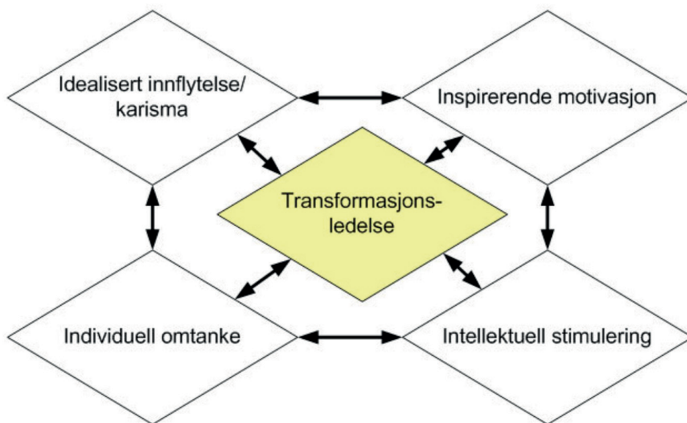 Idealisert innflytelse/
karisma
Inspirerende motivasjon
Transformasjons-
ledelse
Individuell omtanke
Intellektuell stimulering